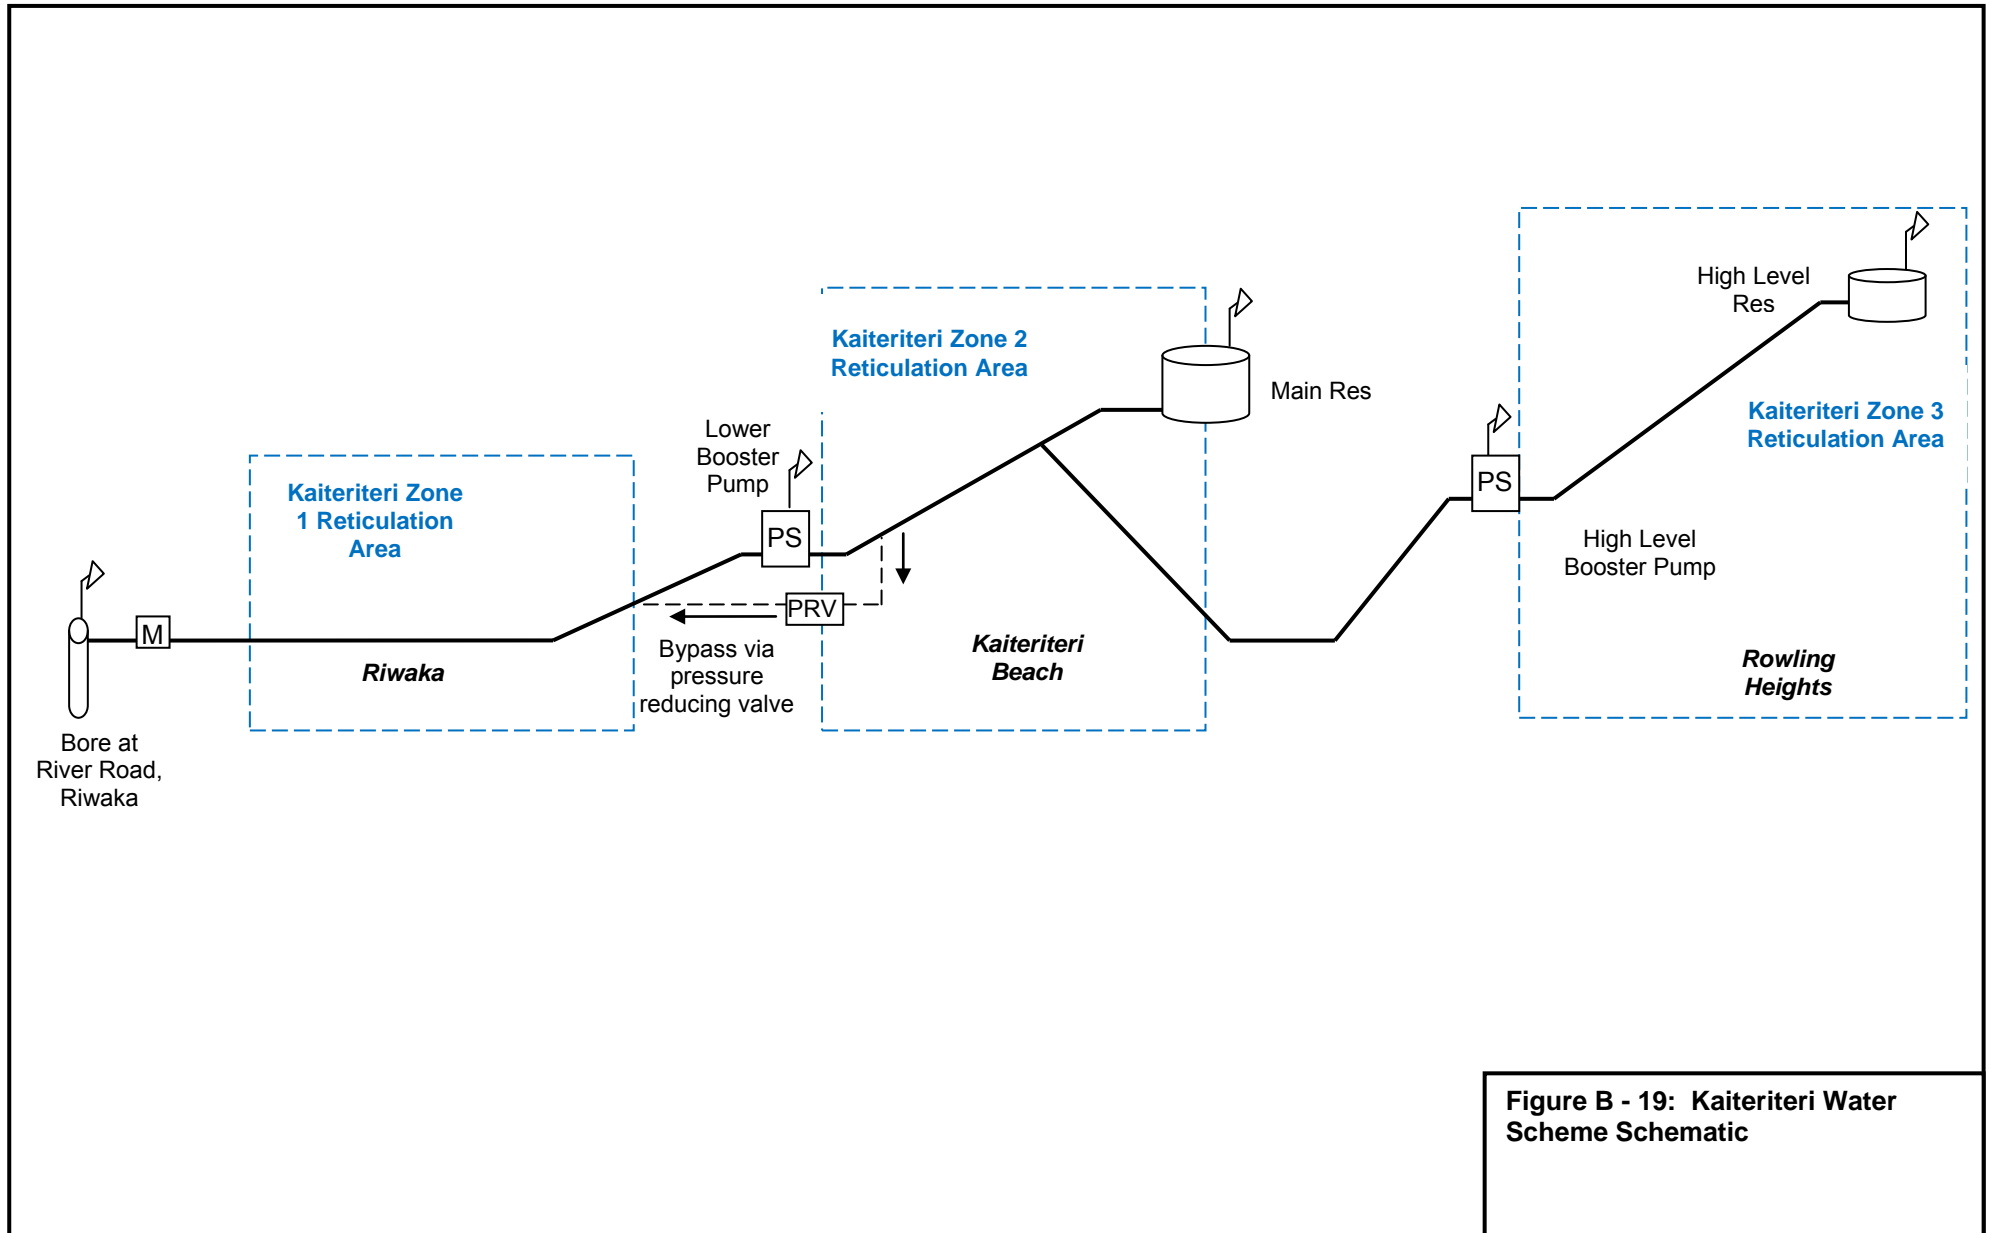 High Level
Res
Kaiteriteri Zone 2
Reticulation Area
Main Res
Kaiteriteri Zone 3
Reticulation Area
Lower
Booster
Pump
PS
PS
Kaiteriteri Zone
1 Reticulation
Area
High Level
Booster Pump
M
PRV
Riwaka
Bypass via
pressure
reducing valve
Kaiteriteri
Beach
Rowling
Heights
Bore at
River Road,
Riwaka
Figure B - 19: Kaiteriteri Water
Scheme Schematic